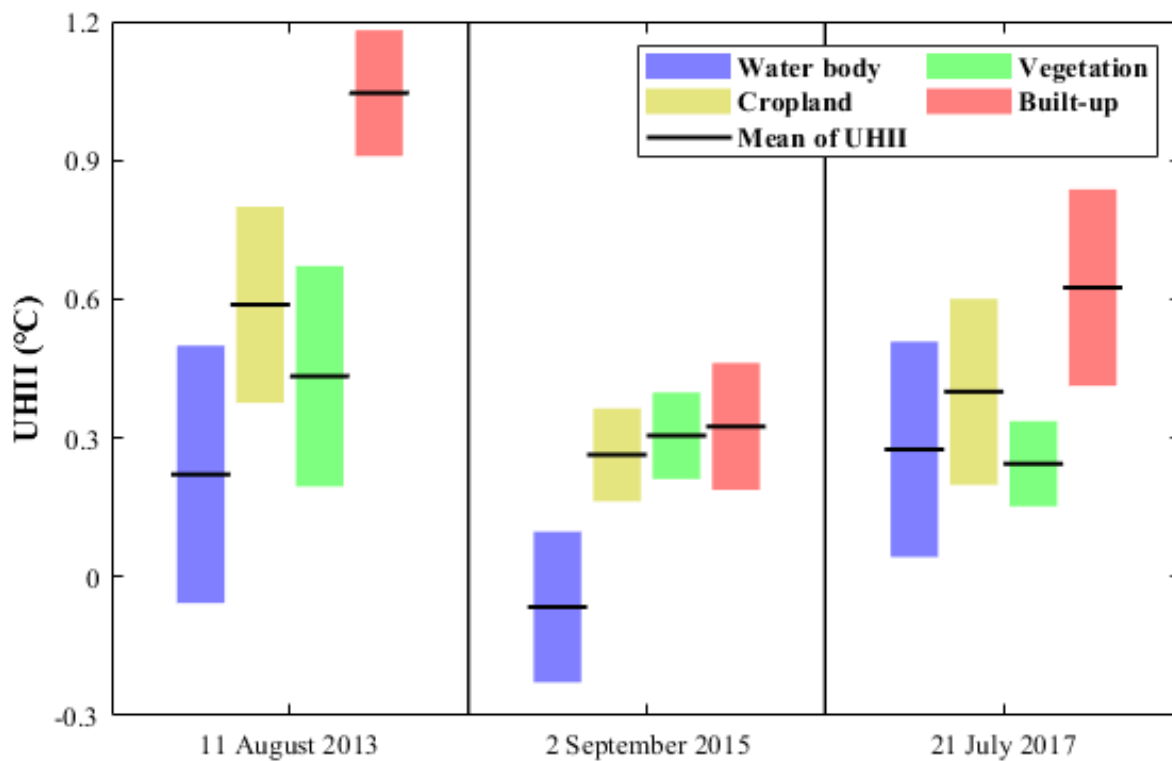 1.2
Water body
Vegetation
Cropland
Built-up
Mean of UHII
0.9
0.6
0.3
0
-0.3
UHII (°C)
11 August 2013
2 September 2015
21 July 2017